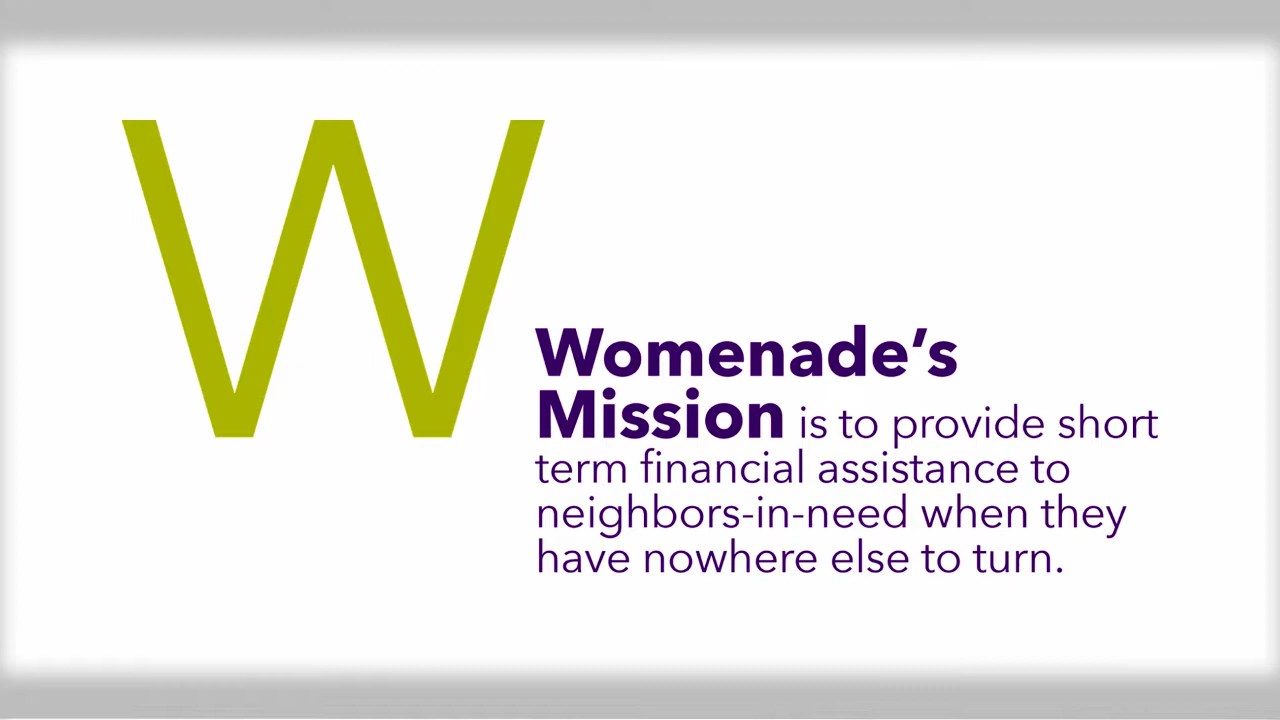 W
Womenade’s
Mission is to provide short
term financial assistance to
neighbors-in-need when they
have nowhere else to turn.